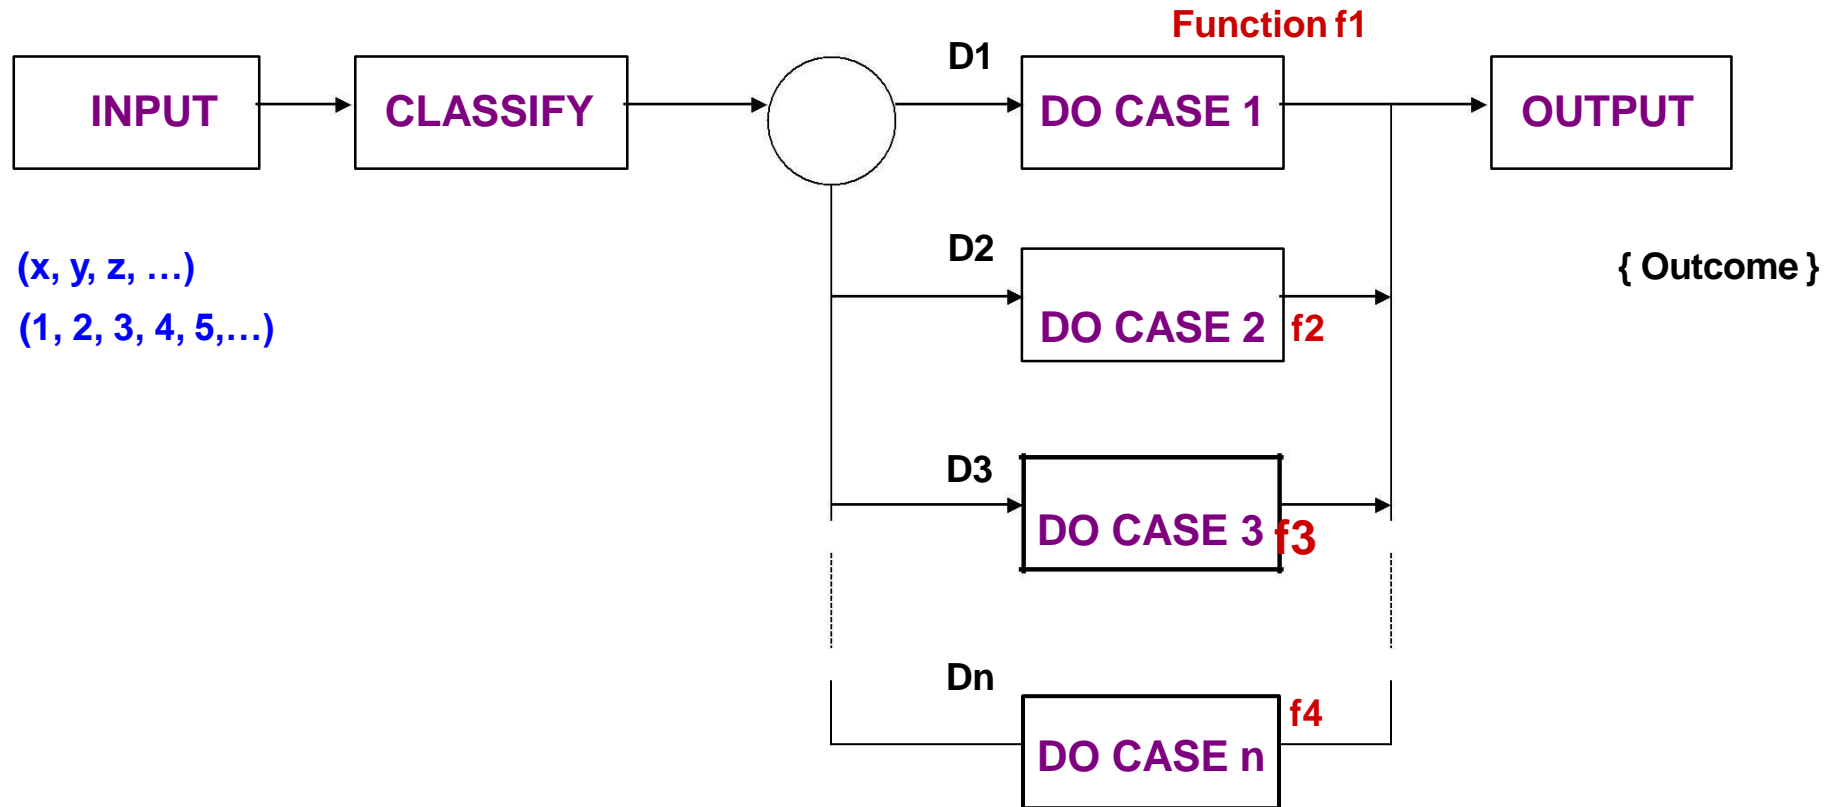 Function f1
D1
INPUT
CLASSIFY
DO CASE 1
OUTPUT
D2
(x, y, z, …)
{ Outcome }
(1, 2, 3, 4, 5,…)
DO CASE 2
f2
D3
DO CASE 3
f3
Dn
f4
DO CASE n